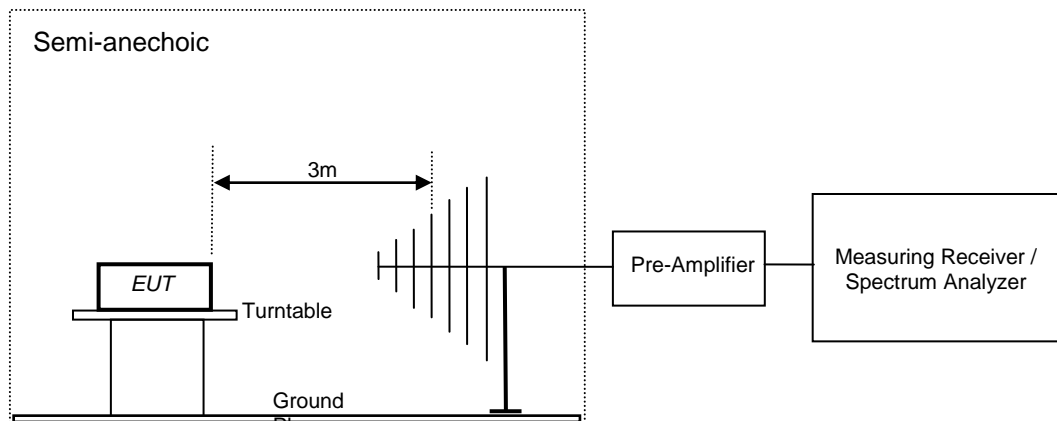 Semi-anechoic
3m
EUT
Turntable
Ground
Pre-Amplifier
Measuring Receiver /
Spectrum Analyzer